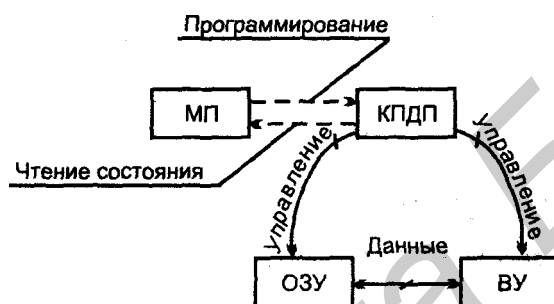 Программирование
МП
КПДП
Чтение состояния
Управление
Управление
Данные
ОЗУ
ВУ